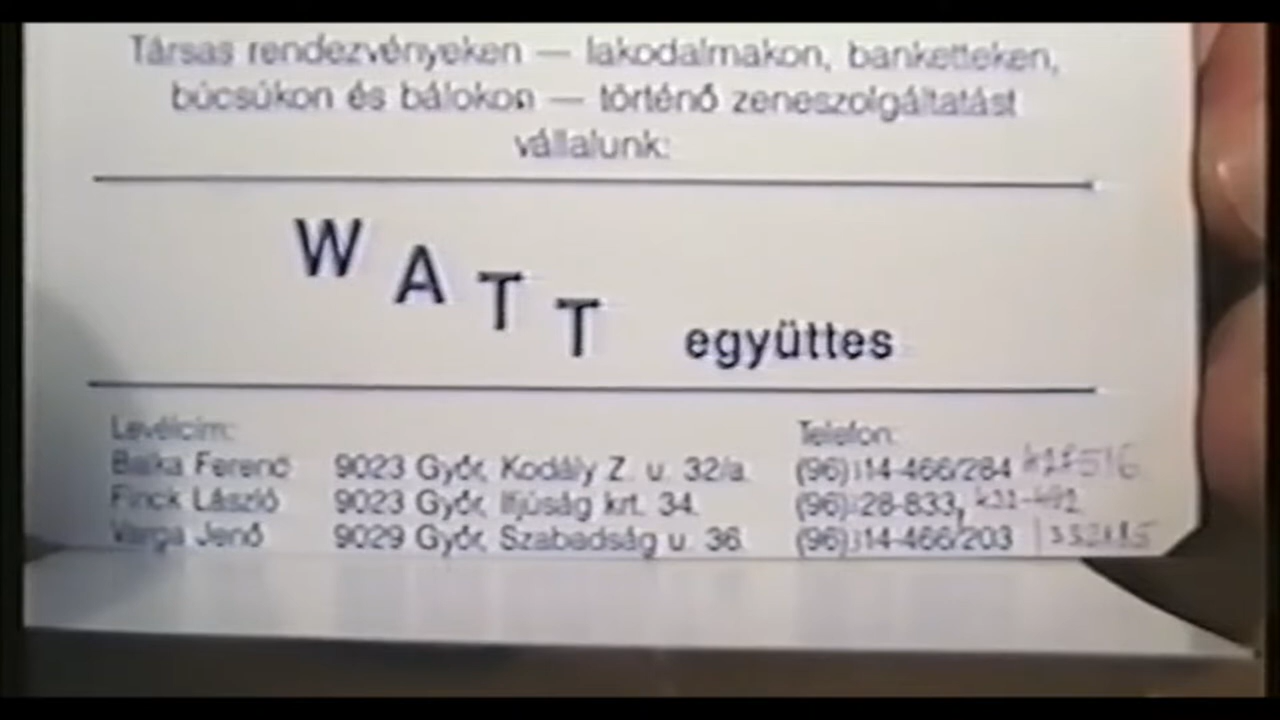 Társas rendezvényeken — lakodalmakon, banketteken,
búcsúkon és bálokon — történő zeneszolgáltatást
vállalunk:
WATT együttes
Levélcím: Telefon:
Balka Ferenc 9023 Győr, Kodály Z. u. 32/a. (96) 14-466/284
Finck László 9023 Győr, Ifjúság krt. 34. (96) 28-833,
Varga Jenő 9029 Győr, Szabadság u. 36. (96) 14-466/203